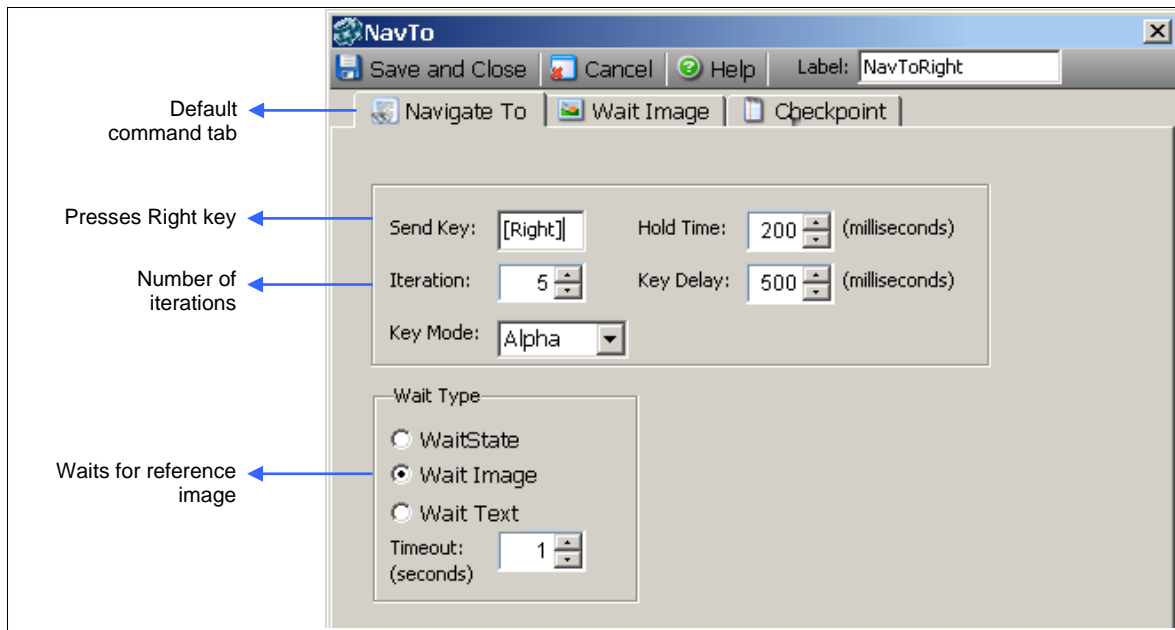 NavTo
Save and Close Cancel Help Label: NavToRight
Default
command tab
Navigate To Wait Image Checkpoint
Presses Right key
Send Key: [Right] Hold Time: 200 (milliseconds)
Number of
iterations
Iteration: 5 Key Delay: 500 (milliseconds)
Key Mode: Alpha
Wait Type
WaitState
Waits for reference
image
Wait Image
Wait Text
Timeout: 1
(seconds)